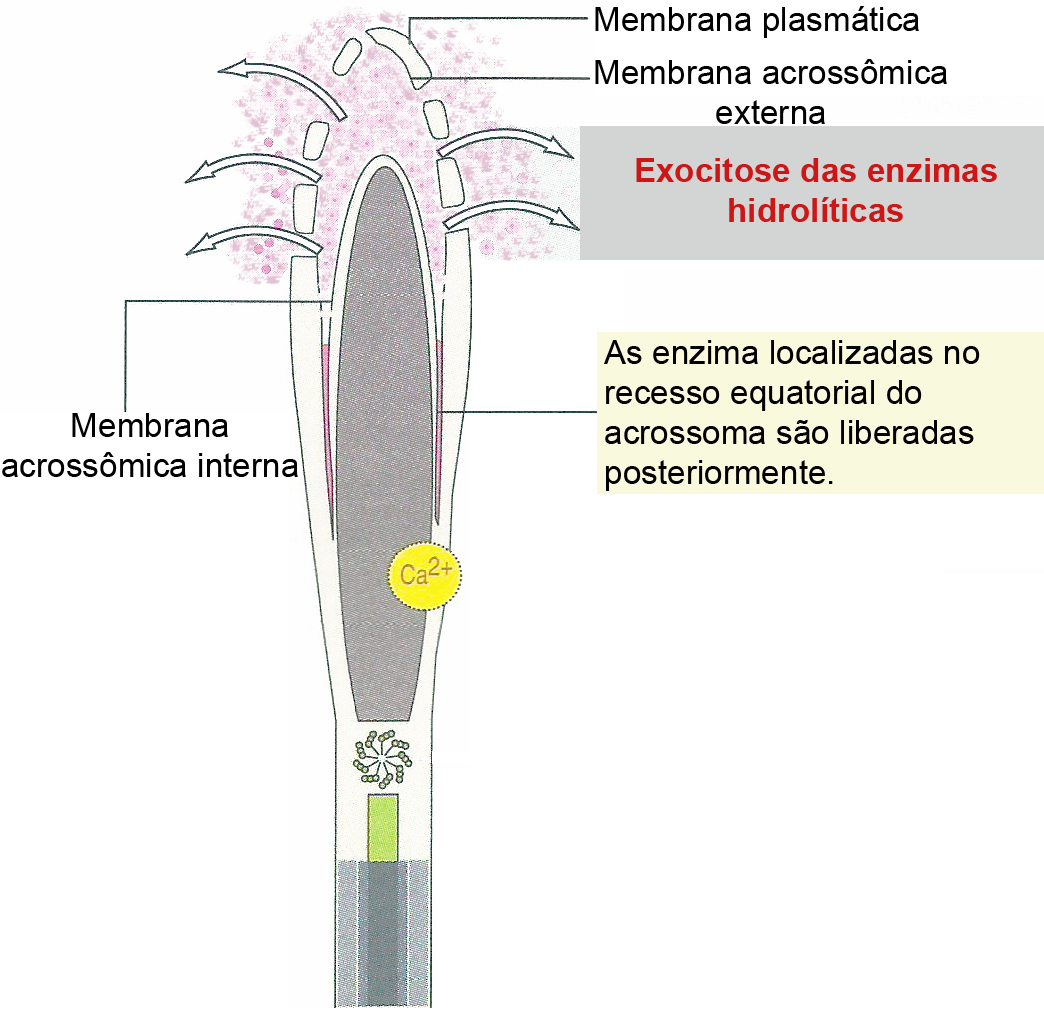 Membrana plasmática
Membrana acrossômica
externa
Exocitose das enzimas
hidrolíticas
As enzima localizadas no
recesso equatorial do
acrossoma são liberadas
posteriormente.
Membrana
acrossômica interna
Ca2+